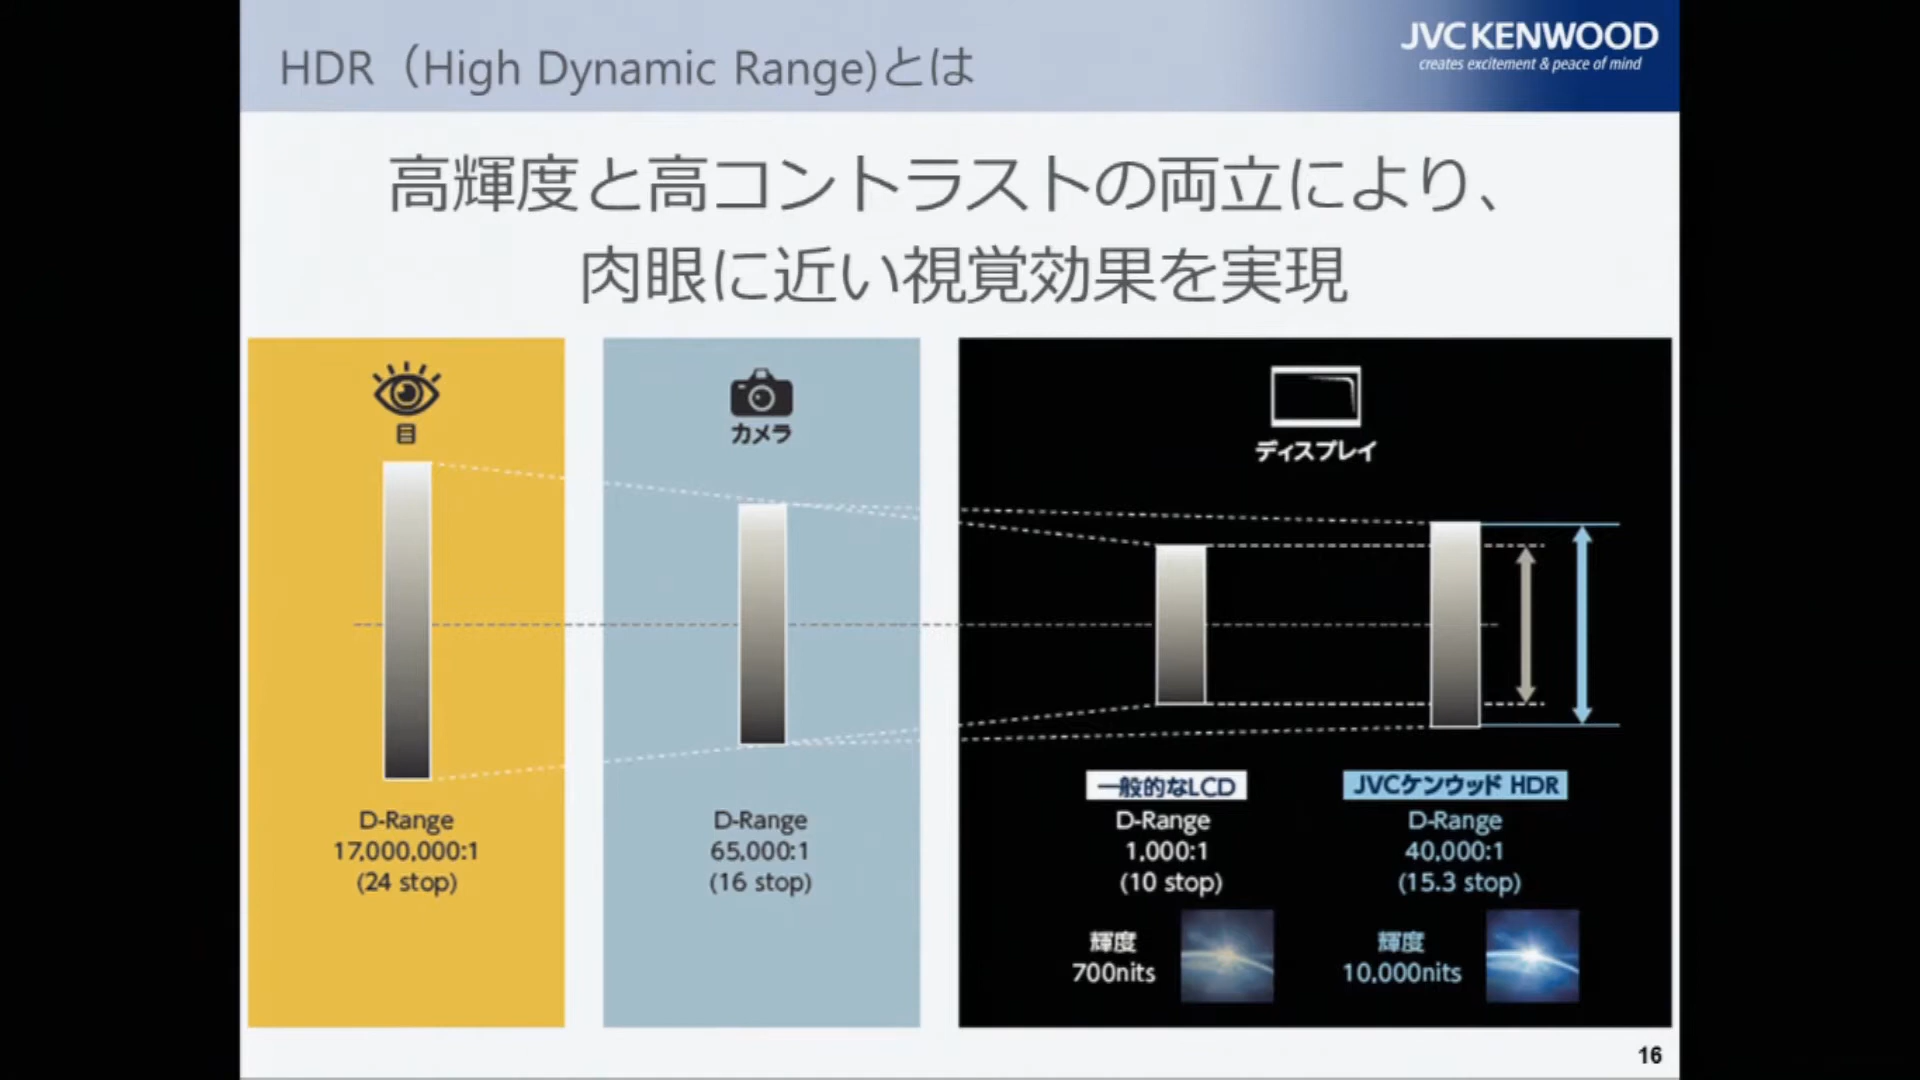 HDR（High Dynamic Range)とは
JVCKENWOOD
creates excitement & peace of mind
高輝度と高コントラストの両立により、
肉眼に近い視覚効果を実現
目
カメラ
ディスプレイ
D-Range
17,000,000:1
(24 stop)
D-Range
65,000:1
(16 stop)
一般的なLCD
D-Range
1,000:1
(10 stop)
輝度
700nits
JVCケンウッド HDR
D-Range
40,000:1
(15.3 stop)
輝度
10,000nits
16